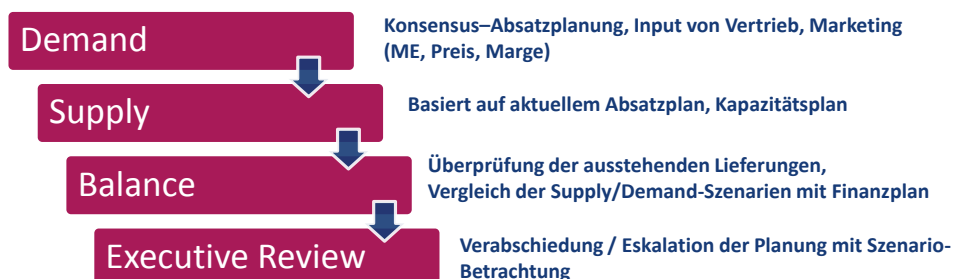 Demand
Konsensus–Absatzplanung, Input von Vertrieb, Marketing
(ME, Preis, Marge)
Supply
Basiert auf aktuellem Absatzplan, Kapazitätsplan
Balance
Überprüfung der ausstehenden Lieferungen,
Vergleich der Supply/Demand-Szenarien mit Finanzplan
Executive Review
Verabschiedung / Eskalation der Planung mit Szenario-
Betrachtung